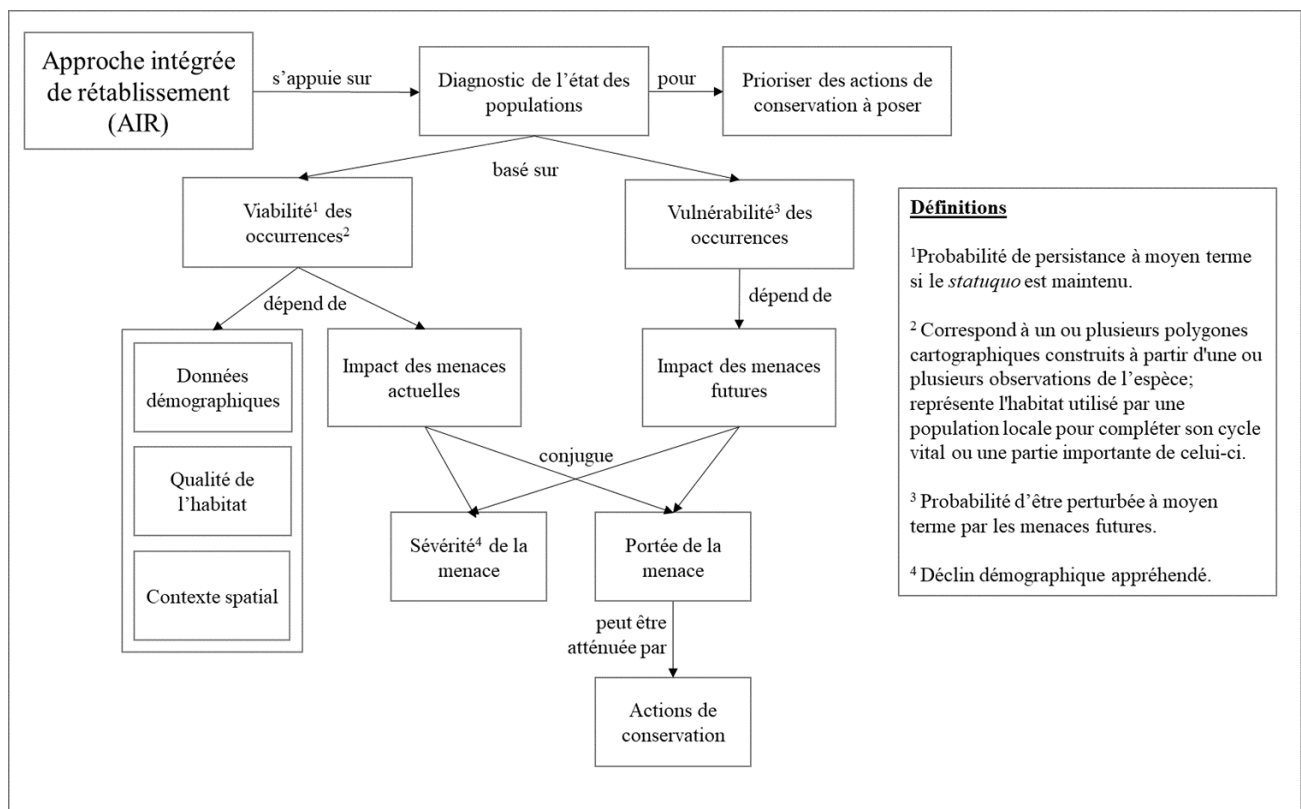 Approche intégrée
de rétablissement
(AIR)
s’appuie sur
Diagnostic de l’état des
populations
pour
Prioriser des actions de
conservation à poser
basé sur
Viabilité¹ des
occurrences²
Vulnérabilité³ des
occurrences
dépend de
dépend de
Données
démographiques
Qualité de
l’habitat
Contexte spatial
Impact des menaces
actuelles
Impact des menaces
futures
conjugue
Sévérité⁴ de la
menace
Portée de la
menace
peut être
atténuée par
Actions de
conservation
Définitions
¹Probabilité de persistance à moyen terme
si le statuquo est maintenu.
² Correspond à un ou plusieurs polygones
cartographiques construits à partir d'une ou
plusieurs observations de l’espèce;
représente l'habitat utilisé par une
population locale pour compléter son cycle
vital ou une partie importante de celui-ci.
³ Probabilité d’être perturbée à moyen
terme par les menaces futures.
⁴ Déclin démographique appréhendé.